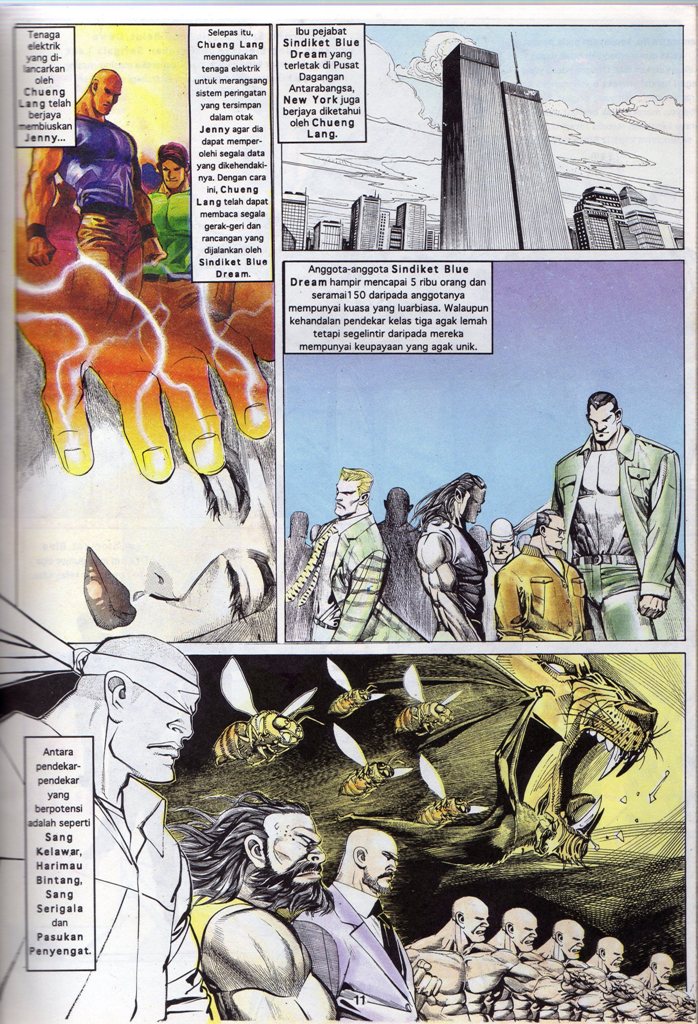 Tenaga
elektrik
yang di-
lancarkan
oleh
Chueng
Lang telah
berjaya
membiuskan
Jenny...
Selepas itu,
Chueng Lang
menggunakan
tenaga elektrik
untuk merangsang
sistem peringatan
yang tersimpan
dalam otak
Jenny agar dia
dapat memper-
olehi segala data
yang dikehendaki-
nya. Dengan cara
ini, Chueng
Lang telah dapat
membaca segala
gerak-geri dan
rancangan yang
dijalankan oleh
Sindiket Blue
Dream.
Ibu pejabat
Sindiket Blue
Dream yang
terletak di Pusat
Dagangan
Antarabangsa,
New York juga
berjaya diketahui
oleh Chueng
Lang.
Anggota-anggota Sindiket Blue
Dream hampir mencapai 5 ribu orang dan
seramai150 daripada anggotanya
mempunyai kuasa yang luarbiasa. Walaupun
kehandalan pendekar kelas tiga agak lemah
tetapi segelintir daripada mereka
mempunyai keupayaan yang agak unik.
Antara
pendekar-
pendekar
yang
berpotensi
adalah seperti
Sang
Kelawar,
Harimau
Bintang,
Sang
Serigala
dan
Pasukan
Penyengat.
11